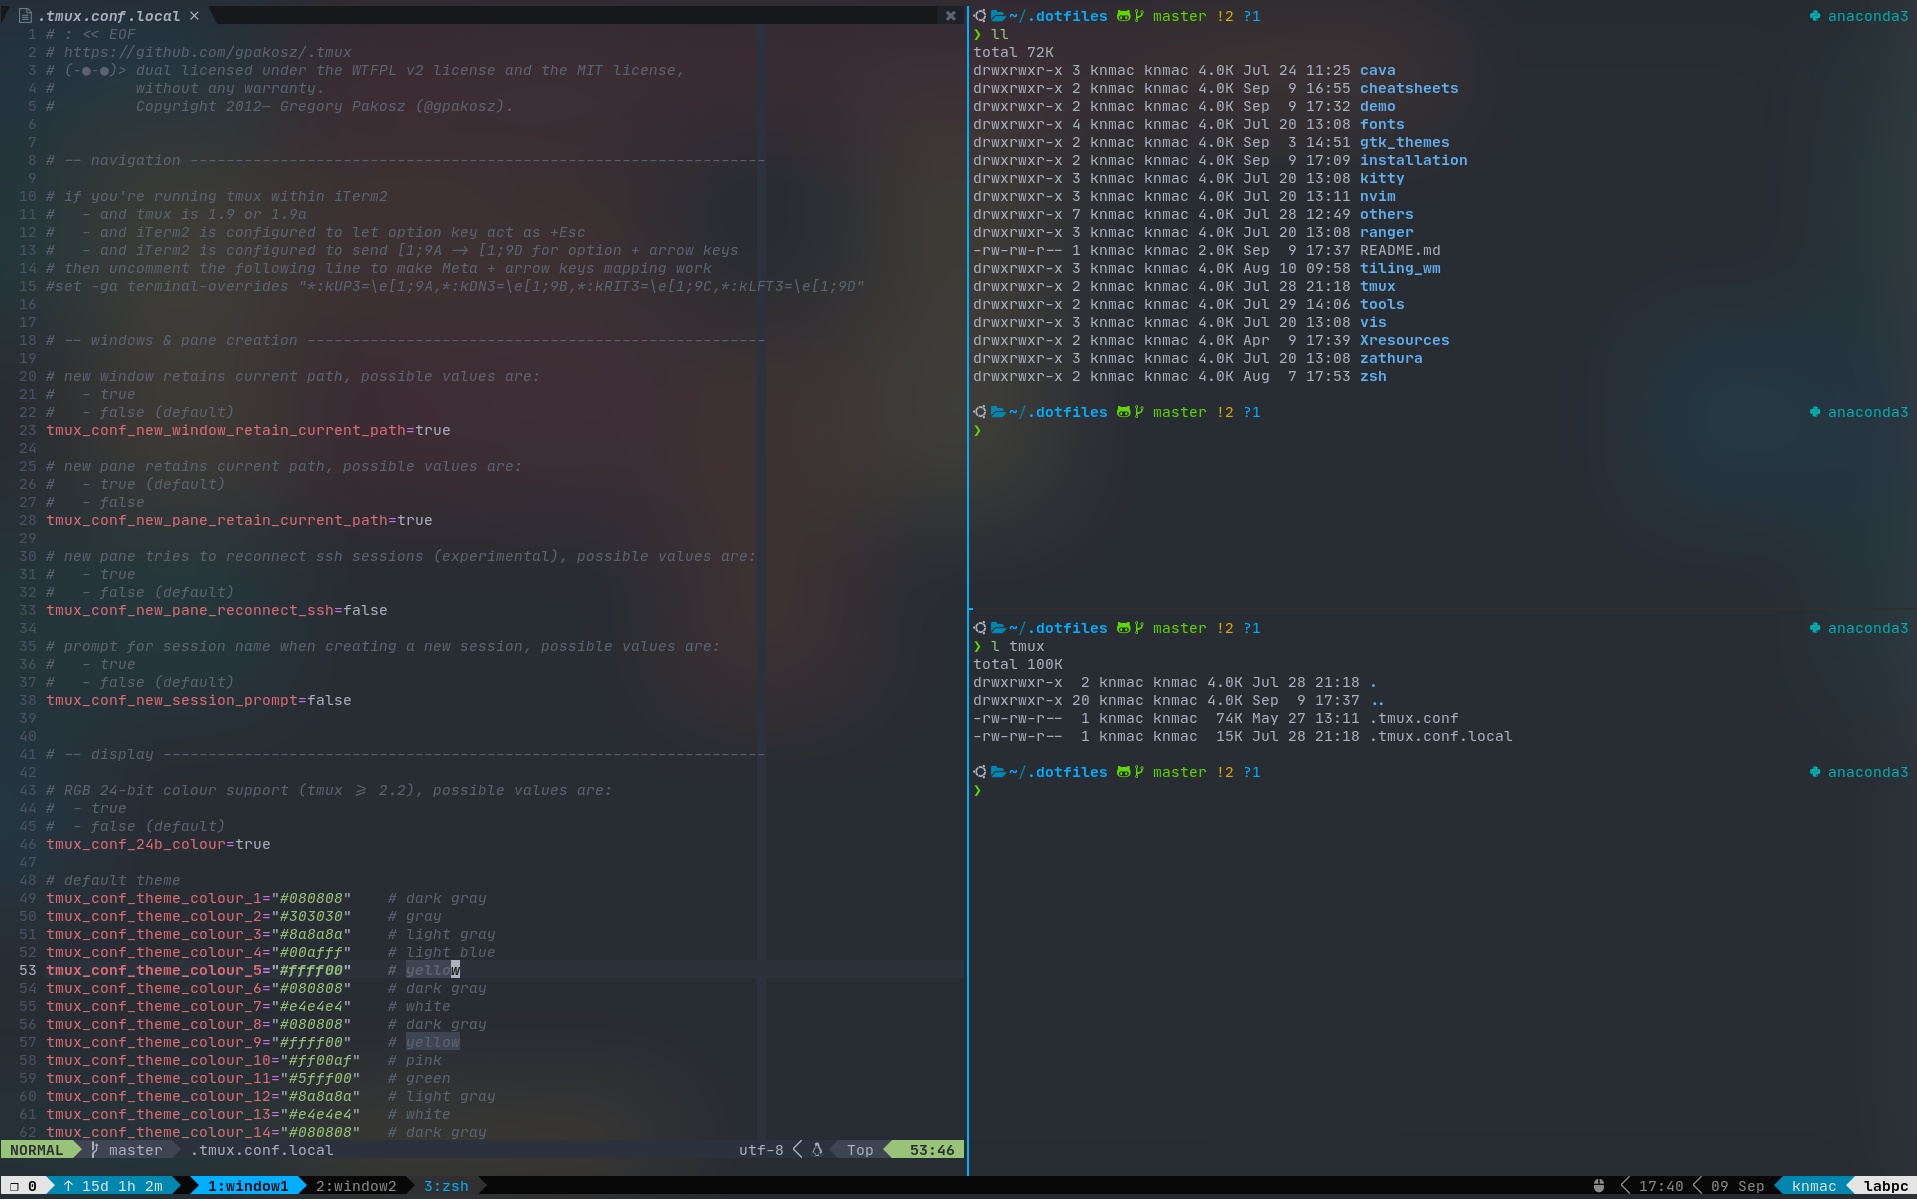 .tmux.conf.local ×
1 # : << EOF
2 # https://github.com/gpakosz/.tmux
3 # (-●-●)> dual licensed under the WTFPL v2 license and the MIT license,
4 #         without any warranty.
5 #         Copyright 2012— Gregory Pakosz (@gpakosz).
6
7
8 # -- navigation ----------------------------------------------------------------
9
10 # if you're running tmux within iTerm2
11 #   - and tmux is 1.9 or 1.9a
12 #   - and iTerm2 is configured to let option key act as +Esc
13 #   - and iTerm2 is configured to send [1;9A -> [1;9D for option + arrow keys
14 # then uncomment the following line to make Meta + arrow keys mapping work
15 #set -ga terminal-overrides "*:kUP3=\e[1;9A,*:kDN3=\e[1;9B,*:kRIT3=\e[1;9C,*:kLFT3=\e[1;9D"
16
17
18 # -- windows & pane creation ---------------------------------------------------
19
20 # new window retains current path, possible values are:
21 #   - true
22 #   - false (default)
23 tmux_conf_new_window_retain_current_path=true
24
25 # new pane retains current path, possible values are:
26 #   - true (default)
27 #   - false
28 tmux_conf_new_pane_retain_current_path=true
29
30 # new pane tries to reconnect ssh sessions (experimental), possible values are:
31 #   - true
32 #   - false (default)
33 tmux_conf_new_pane_reconnect_ssh=false
34
35 # prompt for session name when creating a new session, possible values are:
36 #   - true
37 #   - false (default)
38 tmux_conf_new_session_prompt=false
39
40
41 # -- display -------------------------------------------------------------------
42
43 # RGB 24-bit colour support (tmux >= 2.2), possible values are:
44 #  - true
45 #  - false (default)
46 tmux_conf_24b_colour=true
47
48 # default theme
49 tmux_conf_theme_colour_1="#080808"    # dark gray
50 tmux_conf_theme_colour_2="#303030"    # gray
51 tmux_conf_theme_colour_3="#8a8a8a"    # light gray
52 tmux_conf_theme_colour_4="#00afff"    # light blue
53 tmux_conf_theme_colour_5="#ffff00"    # yellow
54 tmux_conf_theme_colour_6="#080808"    # dark gray
55 tmux_conf_theme_colour_7="#e4e4e4"    # white
56 tmux_conf_theme_colour_8="#080808"    # dark gray
57 tmux_conf_theme_colour_9="#ffff00"    # yellow
58 tmux_conf_theme_colour_10="#ff00af"   # pink
59 tmux_conf_theme_colour_11="#5fff00"   # green
60 tmux_conf_theme_colour_12="#8a8a8a"   # light gray
61 tmux_conf_theme_colour_13="#e4e4e4"   # white
62 tmux_conf_theme_colour_14="#080808"   # dark gray
NORMAL master .tmux.conf.local utf-8 Top 53:46
~/.dotfiles master !2 ?1 anaconda3
❯ ll
total 72K
drwxrwxr-x 3 knmac knmac 4.0K Jul 24 11:25 cava
drwxrwxr-x 2 knmac knmac 4.0K Sep  9 16:55 cheatsheets
drwxrwxr-x 2 knmac knmac 4.0K Sep  9 17:32 demo
drwxrwxr-x 4 knmac knmac 4.0K Jul 20 13:08 fonts
drwxrwxr-x 2 knmac knmac 4.0K Sep  3 14:51 gtk_themes
drwxrwxr-x 2 knmac knmac 4.0K Sep  9 17:09 installation
drwxrwxr-x 3 knmac knmac 4.0K Jul 20 13:08 kitty
drwxrwxr-x 3 knmac knmac 4.0K Jul 20 13:11 nvim
drwxrwxr-x 7 knmac knmac 4.0K Jul 28 12:49 others
drwxrwxr-x 3 knmac knmac 4.0K Jul 20 13:08 ranger
-rw-rw-r-- 1 knmac knmac 2.0K Sep  9 17:37 README.md
drwxrwxr-x 3 knmac knmac 4.0K Aug 10 09:58 tiling_wm
drwxrwxr-x 2 knmac knmac 4.0K Jul 28 21:18 tmux
drwxrwxr-x 2 knmac knmac 4.0K Jul 29 14:06 tools
drwxrwxr-x 3 knmac knmac 4.0K Jul 20 13:08 vis
drwxrwxr-x 2 knmac knmac 4.0K Apr  9 17:39 Xresources
drwxrwxr-x 3 knmac knmac 4.0K Jul 20 13:08 zathura
drwxrwxr-x 2 knmac knmac 4.0K Aug  7 17:53 zsh
~/.dotfiles master !2 ?1 anaconda3
❯
~/.dotfiles master !2 ?1 anaconda3
❯ l tmux
total 100K
drwxrwxr-x  2 knmac knmac 4.0K Jul 28 21:18 .
drwxrwxr-x 20 knmac knmac 4.0K Sep  9 17:37 ..
-rw-rw-r--  1 knmac knmac  74K May 27 13:11 .tmux.conf
-rw-rw-r--  1 knmac knmac  15K Jul 28 21:18 .tmux.conf.local
~/.dotfiles master !2 ?1 anaconda3
❯
❐ 0 ↑ 15d 1h 2m 1:window1 2:window2 3:zsh 17:40 09 Sep knmac labpc